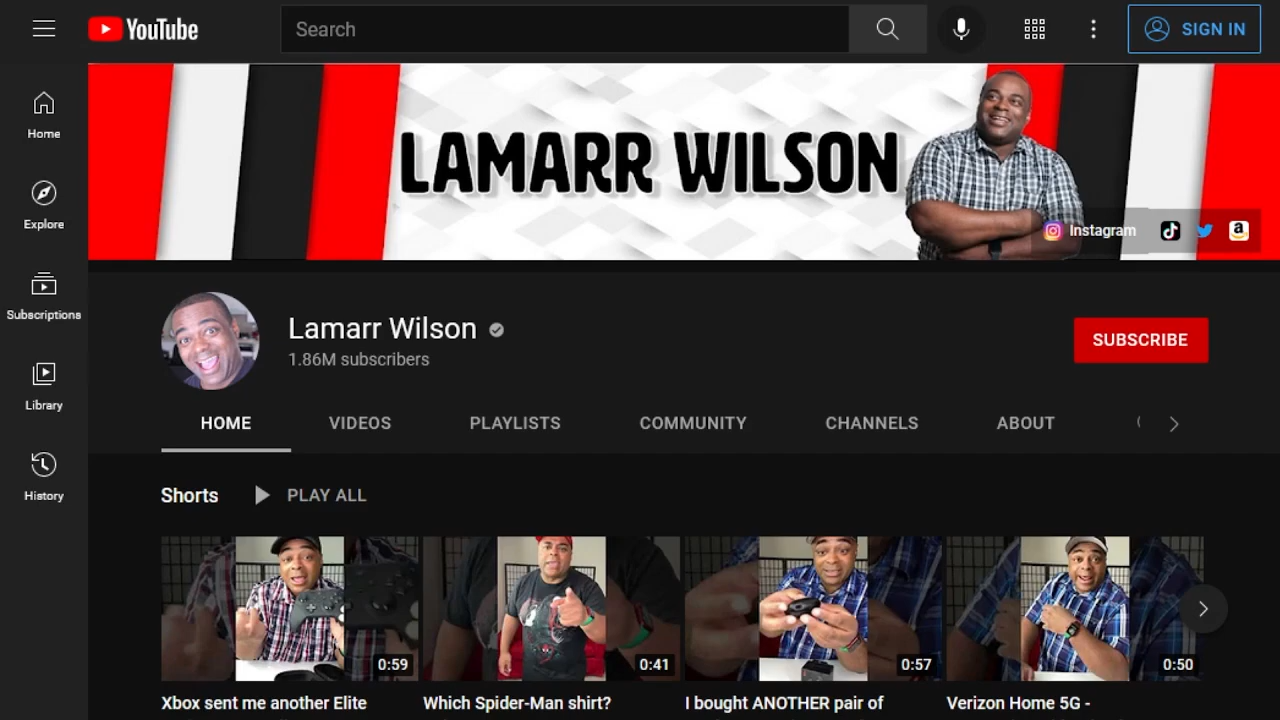 YouTube
Search
SIGN IN
Home
Explore
Subscriptions
Library
History
LAMARR WILSON
Instagram
Lamarr Wilson
1.86M subscribers
SUBSCRIBE
HOME VIDEOS PLAYLISTS COMMUNITY CHANNELS ABOUT
Shorts PLAY ALL
0:59 0:41 0:57 0:50
Xbox sent me another Elite
Which Spider-Man shirt?
I bought ANOTHER pair of
Verizon Home 5G -